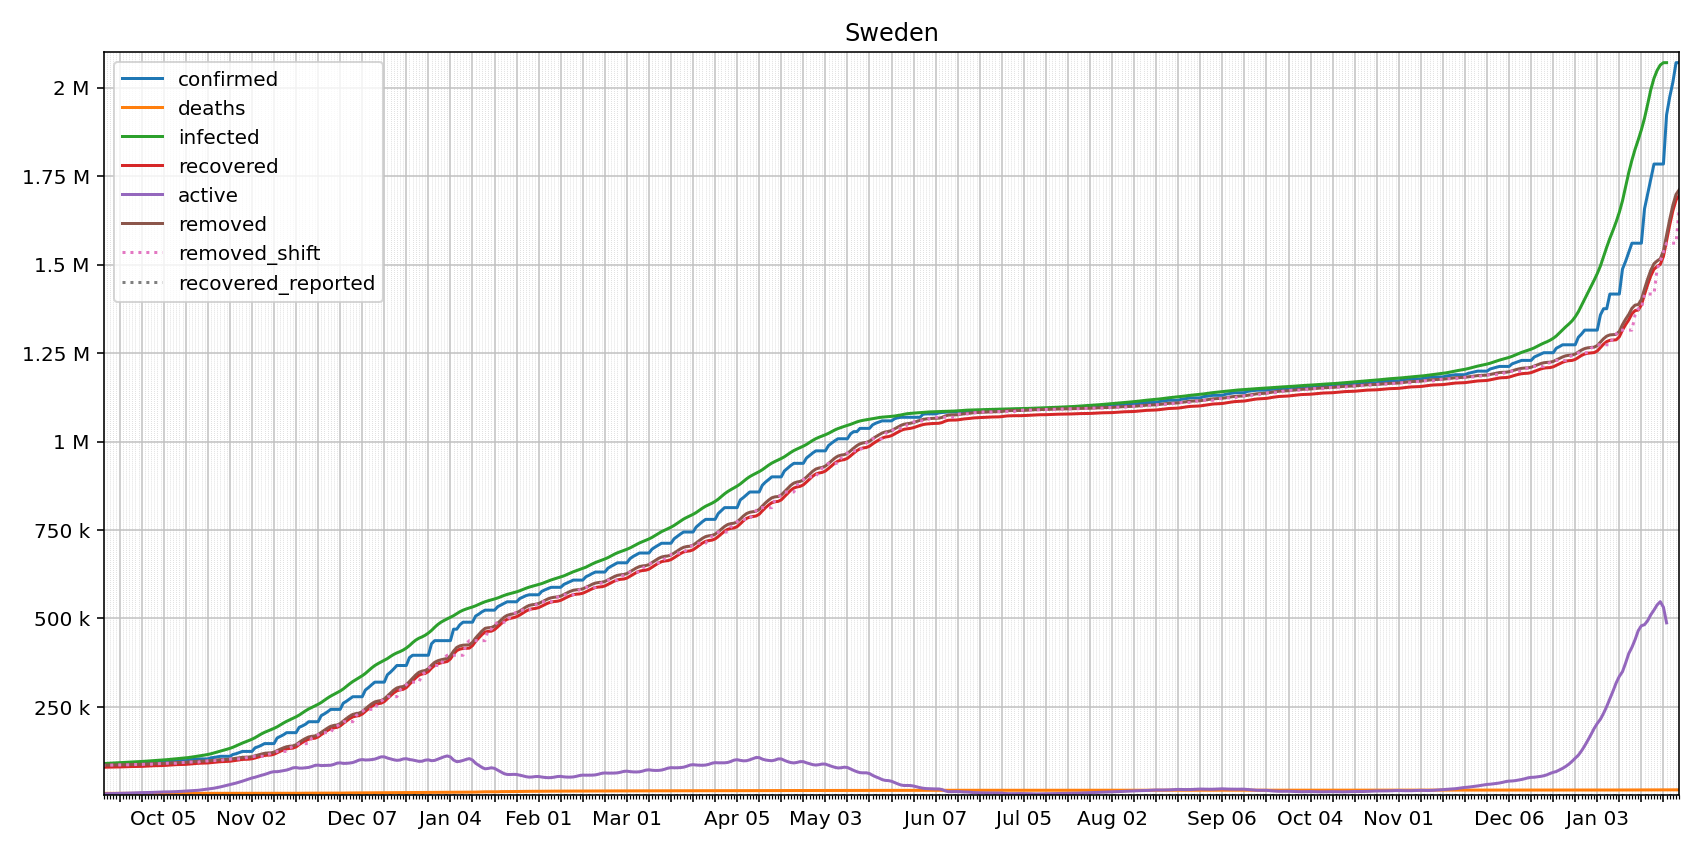 Sweden
confirmed
deaths
infected
recovered
active
removed
removed_shift
recovered_reported
2 M
1.75 M
1.5 M
1.25 M
1 M
750 k
500 k
250 k
Oct 05 Nov 02 Dec 07 Jan 04 Feb 01 Mar 01 Apr 05 May 03 Jun 07 Jul 05 Aug 02 Sep 06 Oct 04 Nov 01 Dec 06 Jan 03